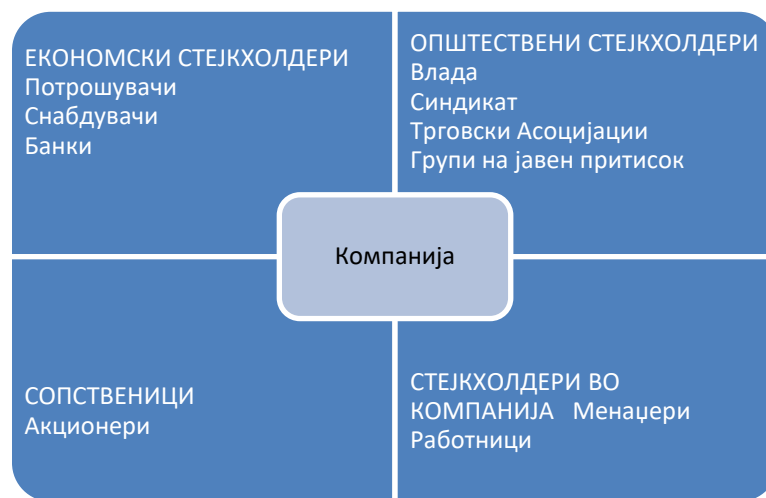 ЕКОНОМСКИ СТЕЈКХОЛДЕРИ
Потрошувачи
Снабдувачи
Банки
ОПШТЕСТВЕНИ СТЕЈКХОЛДЕРИ
Влада
Синдикат
Трговски Асоцијации
Групи на јавен притисок
Компанија
СОПСТВЕНИЦИ
Акционери
СТЕЈКХОЛДЕРИ ВО
КОМПАНИЈА Менаџери
Работници